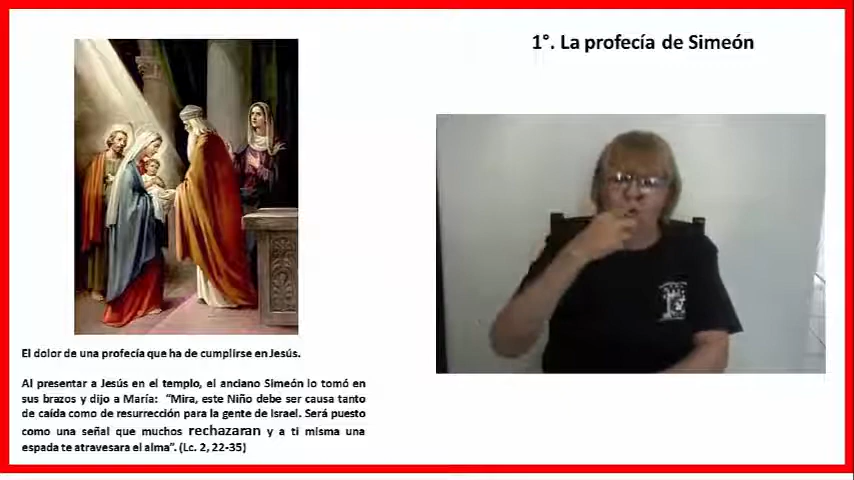 1°. La profecía de Simeón
El dolor de una profecía que ha de cumplirse en Jesús.
Al presentar a Jesús en el templo, el anciano Simeón lo tomó en
sus brazos y dijo a María: “Mira, este Niño debe ser causa tanto
de caída como de resurrección para la gente de Israel. Será puesto
como una señal que muchos rechazaran y a ti misma una
espada te atravesara el alma”. (Lc. 2, 22-35)